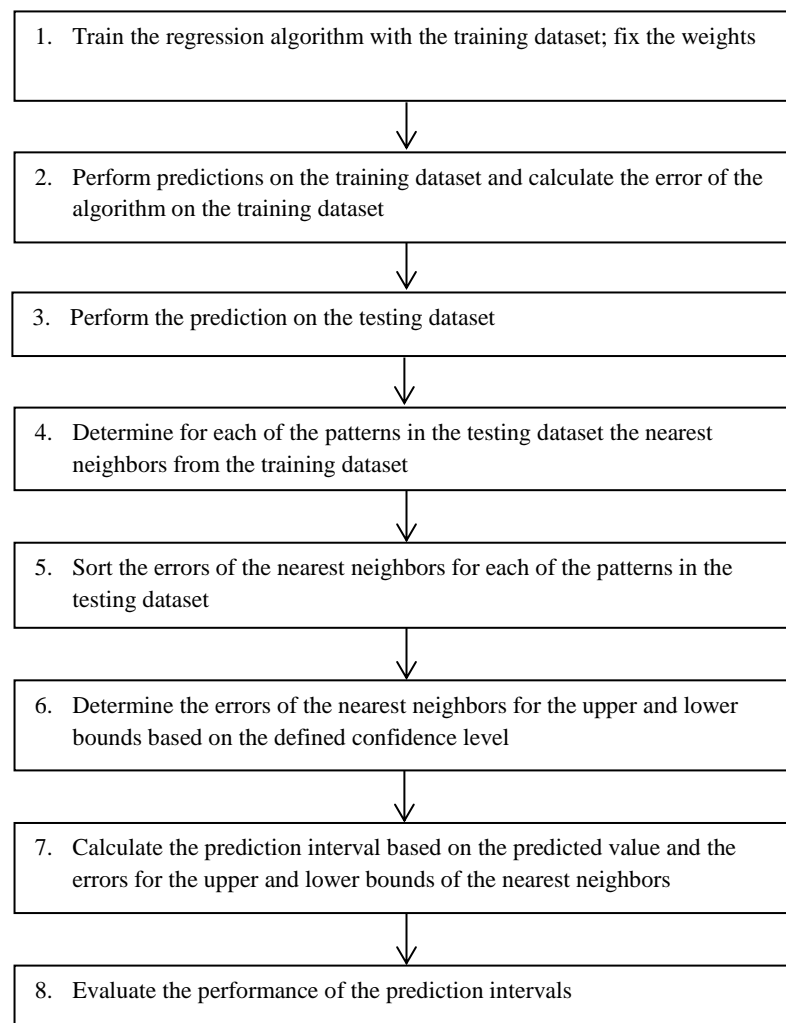 1. Train the regression algorithm with the training dataset; fix the weights
2. Perform predictions on the training dataset and calculate the error of the
algorithm on the training dataset
3. Perform the prediction on the testing dataset
4. Determine for each of the patterns in the testing dataset the nearest
neighbors from the training dataset
5. Sort the errors of the nearest neighbors for each of the patterns in the
testing dataset
6. Determine the errors of the nearest neighbors for the upper and lower
bounds based on the defined confidence level
7. Calculate the prediction interval based on the predicted value and the
errors for the upper and lower bounds of the nearest neighbors
8. Evaluate the performance of the prediction intervals